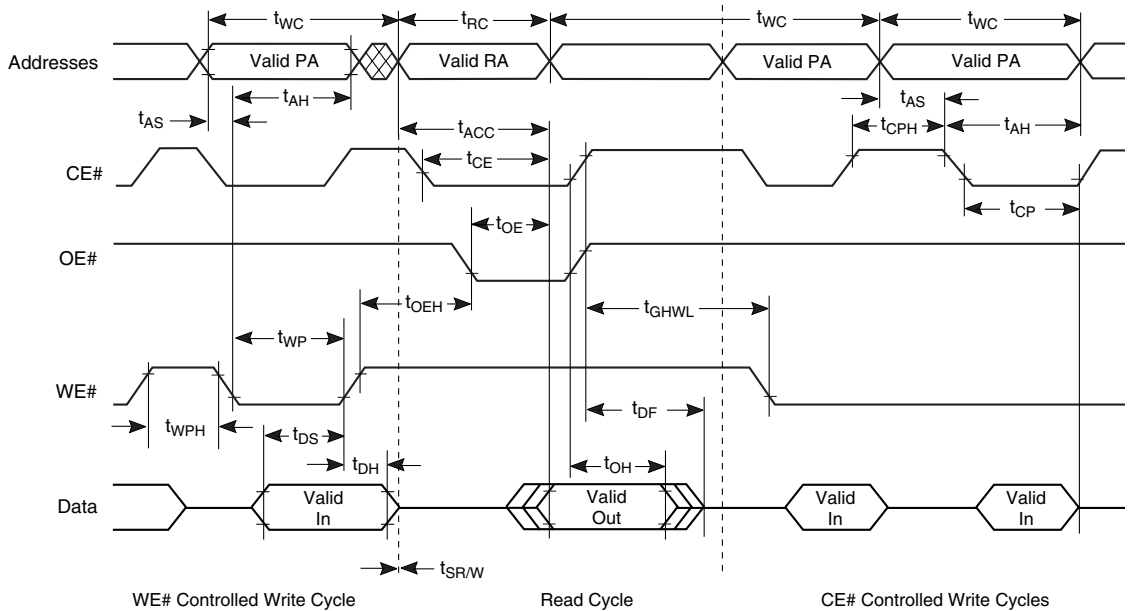 tWC tRC tWC tWC
Addresses Valid PA Valid RA Valid PA Valid PA
tAH tAS
tAS tACC tCPH tAH
CE# tCE
tCP
tOE
OE#
tOEH tGHWL
tWP
WE#
tDF
tWPH tDS
tDH tOH
Data Valid In Valid Out Valid In Valid In
tSR/W
WE# Controlled Write Cycle Read Cycle CE# Controlled Write Cycles